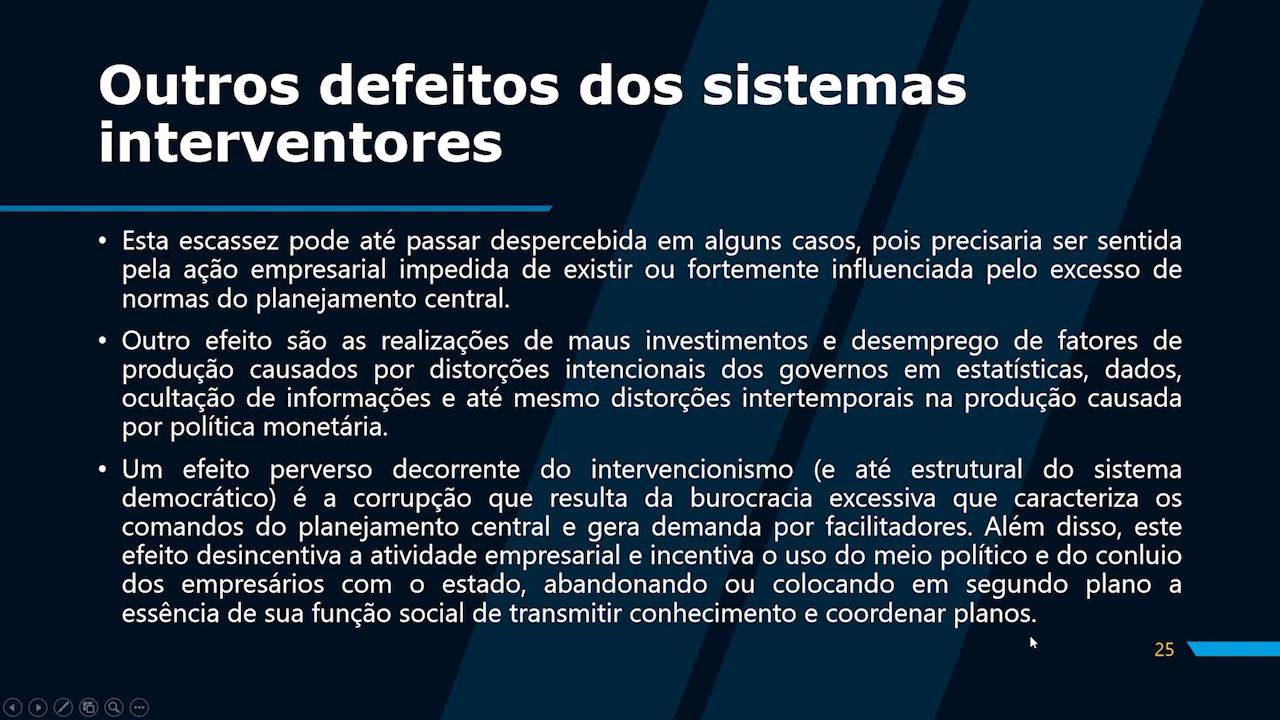 Outros defeitos dos sistemas
interventores
• Esta escassez pode até passar despercebida em alguns casos, pois precisaria ser sentida
pela ação empresarial impedida de existir ou fortemente influenciada pelo excesso de
normas do planejamento central.
• Outro efeito são as realizações de maus investimentos e desemprego de fatores de
produção causados por distorções intencionais dos governos em estatísticas, dados,
ocultação de informações e até mesmo distorções intertemporais na produção causada
por política monetária.
• Um efeito perverso decorrente do intervencionismo (e até estrutural do sistema
democrático) é a corrupção que resulta da burocracia excessiva que caracteriza os
comandos do planejamento central e gera demanda por facilitadores. Além disso, este
efeito desincentiva a atividade empresarial e incentiva o uso do meio político e do conluio
dos empresários com o estado, abandonando ou colocando em segundo plano a
essência de sua função social de transmitir conhecimento e coordenar planos.
25